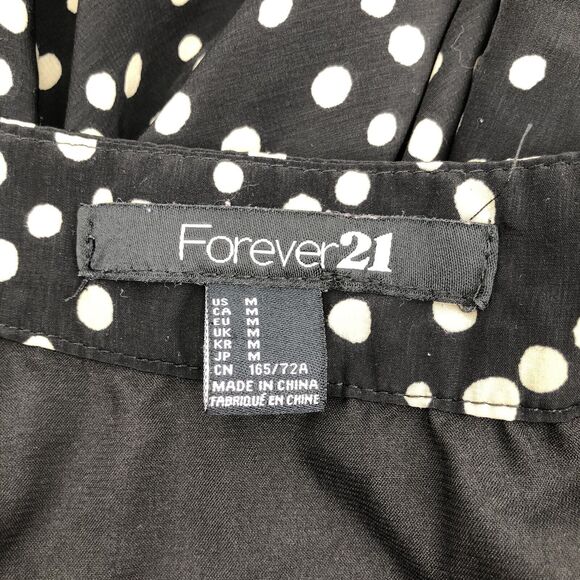 Forever21
US M
CA M
EU M
UK M
KR M
JP M
CN 165/72A
MADE IN CHINA
FABRIQUÉ EN CHINE